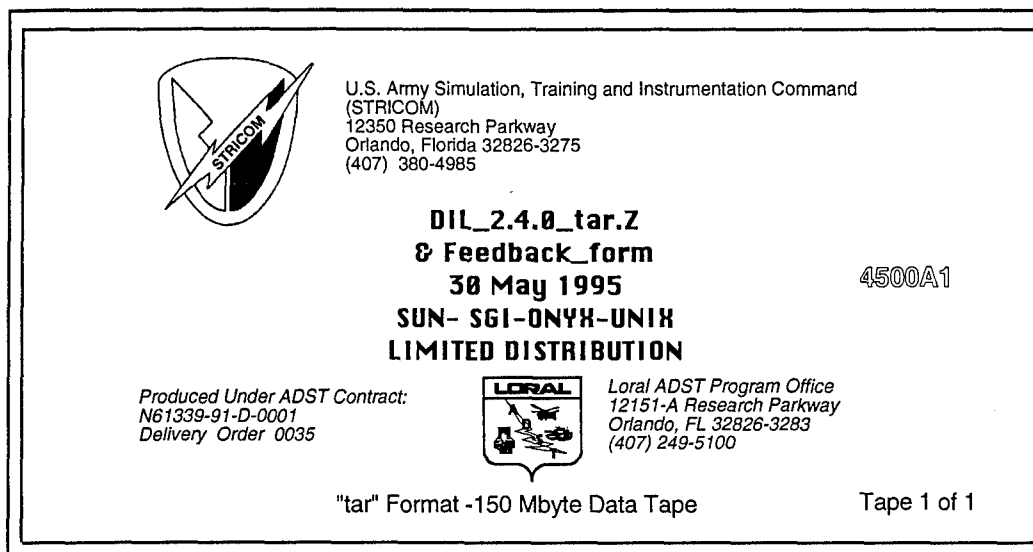 STRICOM
U.S. Army Simulation, Training and Instrumentation Command
(STRICOM)
12350 Research Parkway
Orlando, Florida 32826-3275
(407) 380-4985
DIL_2.4.0_tar.Z
& Feedback_form
30 May 1995
4500A1
SUN- SGI-ONYX-UNIX
LIMITED DISTRIBUTION
Produced Under ADST Contract:
N61339-91-D-0001
Delivery Order 0035
LORAL
A D S T
Loral ADST Program Office
12151-A Research Parkway
Orlando, FL 32826-3283
(407) 249-5100
"tar" Format -150 Mbyte Data Tape
Tape 1 of 1